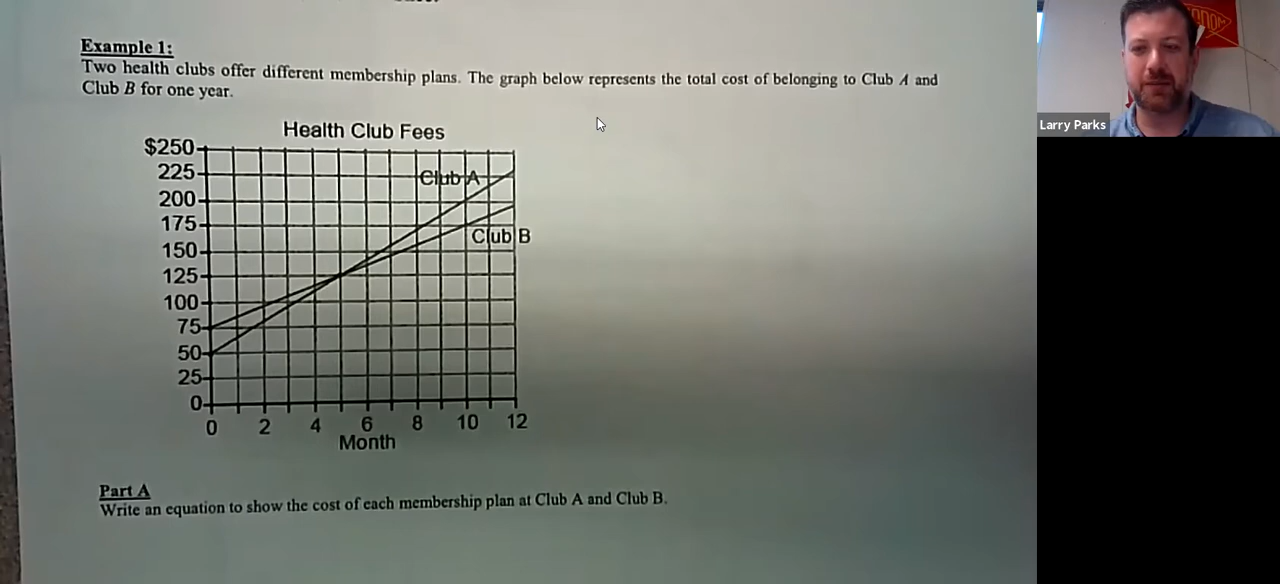 Example 1:
Two health clubs offer different membership plans. The graph below represents the total cost of belonging to Club A and
Club B for one year.
Health Club Fees
$250
225
200
175
150
125
100
75
50
25
0
Club A
Club B
0 2 4 6 8 10 12
Month
Part A
Write an equation to show the cost of each membership plan at Club A and Club B.
Larry Parks